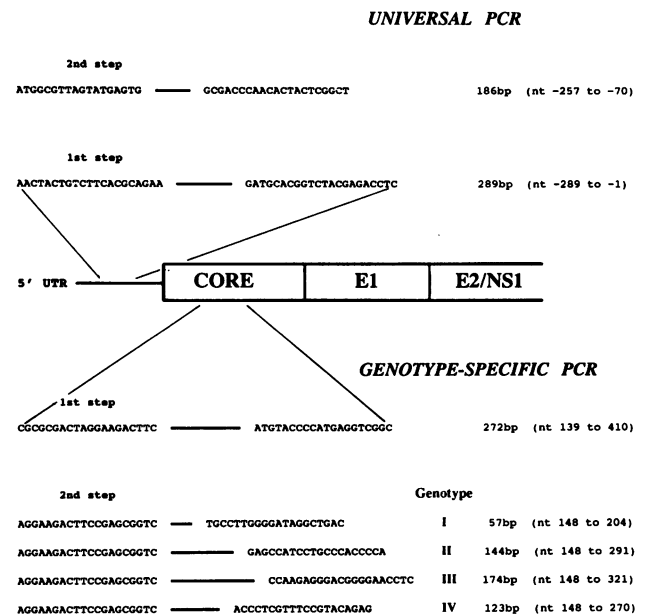 UNIVERSAL PCR
2nd step
ATGGCGTTAGTATGAGTG GCGACCCAACACTACTCGGCT 186bp (nt -257 to -70)
1st step
AACTACTGTCTTCACGCAGAA GATGCACGGTCTACGAGACCTC 289bp (nt -289 to -1)
5' UTR CORE E1 E2/NS1
GENOTYPE-SPECIFIC PCR
1st step
CGCGCGACTAGGAAGACTTC ATGTACCCCATGAGGTCGGC 272bp (nt 139 to 410)
2nd step Genotype
AGGAAGACTTCCGAGCGGTC TGCCTTGGGGATAGGCTGAC I 57bp (nt 148 to 204)
AGGAAGACTTCCGAGCGGTC GAGCCATCCTGCCCACCCCA II 144bp (nt 148 to 291)
AGGAAGACTTCCGAGCGGTC CCAAGAGGGACGGGGAACCTC III 174bp (nt 148 to 321)
AGGAAGACTTCCGAGCGGTC ACCCTCGTTTCCGTACAGAG IV 123bp (nt 148 to 270)